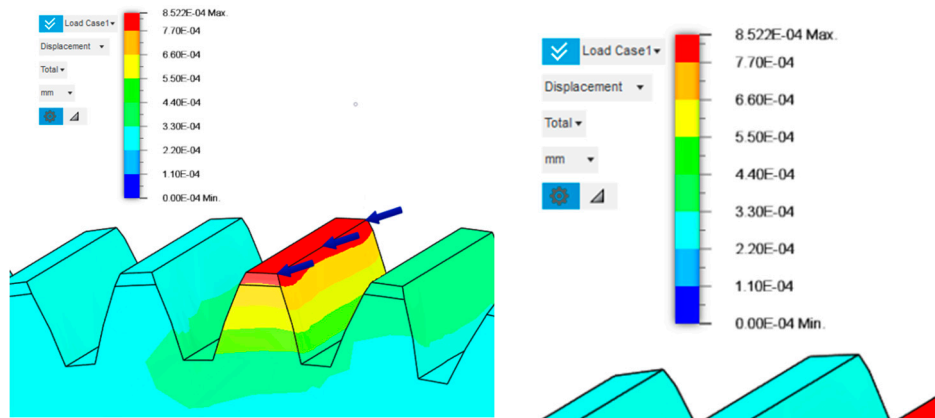 Load Case1
Displacement
Total
mm
8.522E-04 Max.
7.70E-04
6.60E-04
5.50E-04
4.40E-04
3.30E-04
2.20E-04
1.10E-04
0.00E-04 Min.
Load Case1
Displacement
Total
mm
8.522E-04 Max.
7.70E-04
6.60E-04
5.50E-04
4.40E-04
3.30E-04
2.20E-04
1.10E-04
0.00E-04 Min.